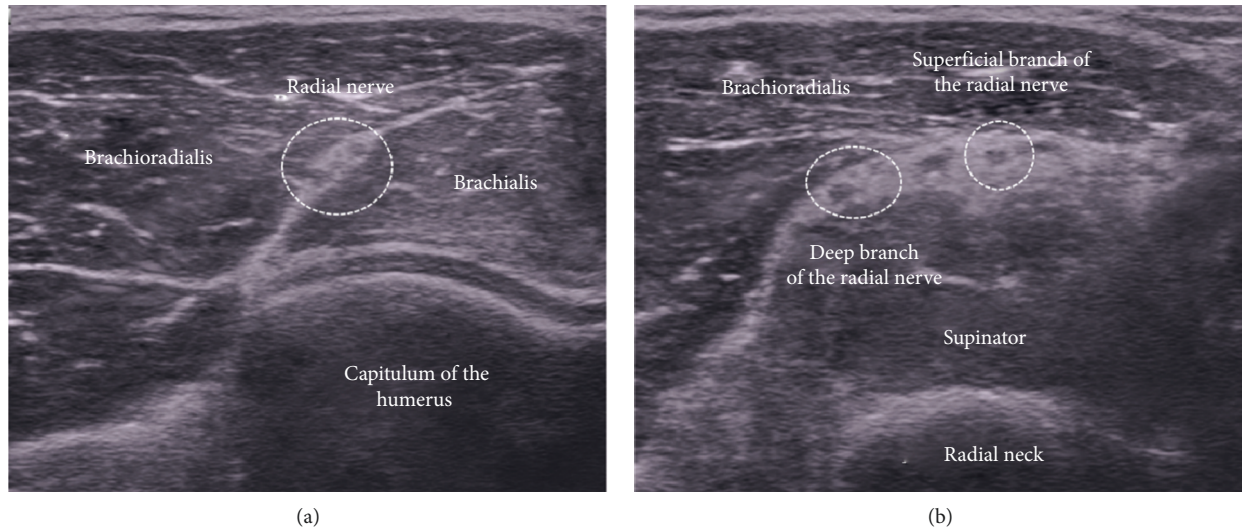 Radial nerve
Brachioradialis
Brachialis
Capitulum of the
humerus
(a)
Superficial branch of
the radial nerve
Brachioradialis
Deep branch
of the radial nerve
Supinator
Radial neck
(b)